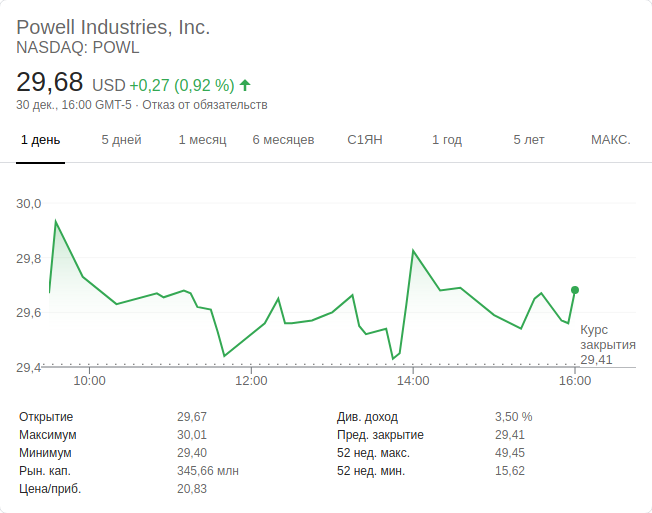 Powell Industries, Inc.
NASDAQ: POWL
29,68 USD +0,27 (0,92 %)
30 дек., 16:00 GMT-5 · Отказ от обязательств
1 день 5 дней 1 месяц 6 месяцев С1ЯН 1 год 5 лет МАКС.
30,0
29,8
29,6
29,4
Курс
закрытия
29,41
10:00 12:00 14:00 16:00
Открытие 29,67 Див. доход 3,50 %
Максимум 30,01 Пред. закрытие 29,41
Минимум 29,40 52 нед. макс. 49,45
Рын. кап. 345,66 млн 52 нед. мин. 15,62
Цена/приб. 20,83